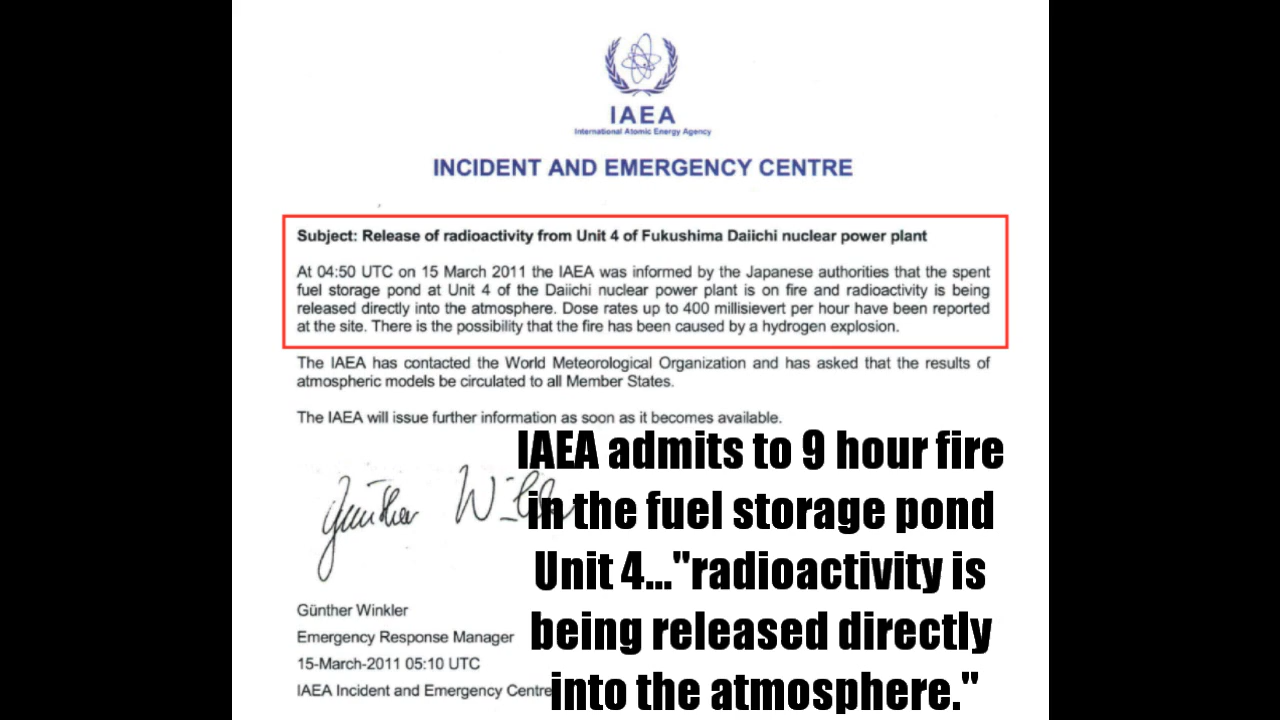 IAEA
International Atomic Energy Agency
INCIDENT AND EMERGENCY CENTRE
Subject: Release of radioactivity from Unit 4 of Fukushima Daiichi nuclear power plant
At 04:50 UTC on 15 March 2011 the IAEA was informed by the Japanese authorities that the spent
fuel storage pond at Unit 4 of the Daiichi nuclear power plant is on fire and radioactivity is being
released directly into the atmosphere. Dose rates up to 400 millisievert per hour have been reported
at the site. There is the possibility that the fire has been caused by a hydrogen explosion.
The IAEA has contacted the World Meteorological Organization and has asked that the results of
atmospheric models be circulated to all Member States.
The IAEA will issue further information as soon as it becomes available.
Günther
Günther Winkler
Emergency Response Manager
15-March-2011 05:10 UTC
IAEA Incident and Emergency Centre
IAEA admits to 9 hour fire
in the fuel storage pond
Unit 4..."radioactivity is
being released directly
into the atmosphere."